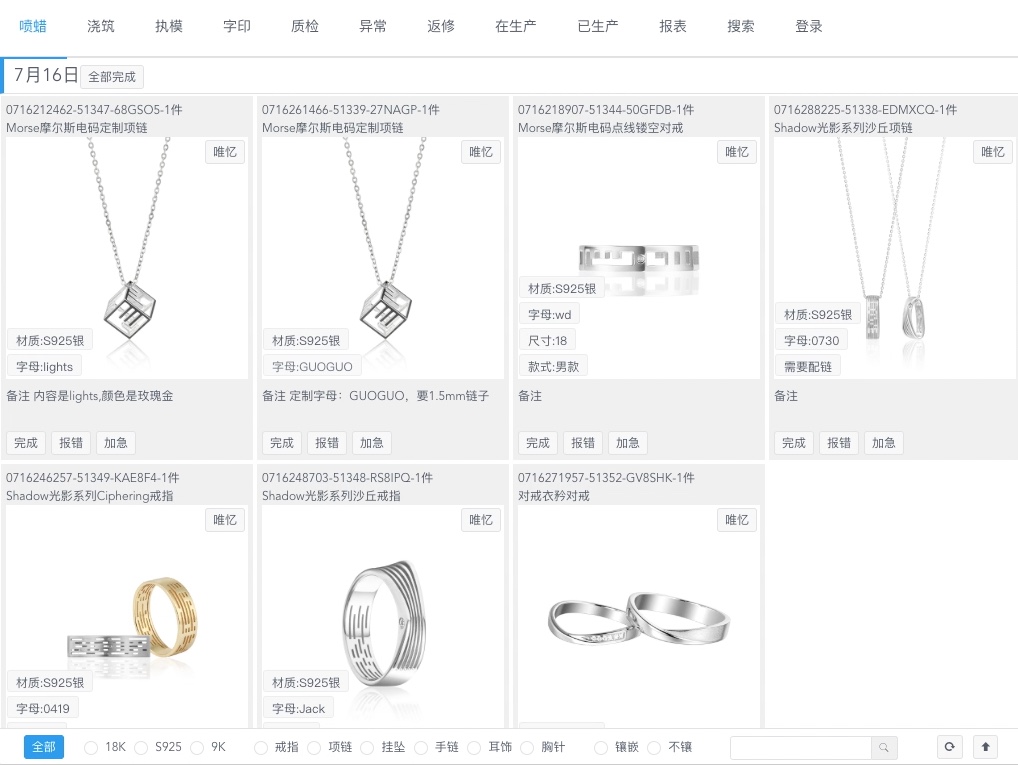 喷蜡 浇筑 执模 字印 质检 异常 返修 在生产 已生产 报表 搜索 登录
7月16日 全部完成
0716212462-51347-68GSO5-1件
Morse摩尔斯电码定制项链
唯忆
材质:S925银
字母:lights
备注 内容是lights,颜色是玫瑰金
完成 报错 加急
0716261466-51339-27NAGP-1件
Morse摩尔斯电码定制项链
唯忆
材质:S925银
字母:GUOGUO
备注 定制字母：GUOGUO，要1.5mm链子
完成 报错 加急
0716218907-51344-50GFDB-1件
Morse摩尔斯电码点线镂空对戒
唯忆
材质:S925银
字母:wd
尺寸:18
款式:男款
备注
完成 报错 加急
0716288225-51338-EDMXCQ-1件
Shadow光影系列沙丘项链
唯忆
材质:S925银
字母:0730
需要配链
备注
完成 报错 加急
0716246257-51349-KAE8F4-1件
Shadow光影系列Ciphering戒指
唯忆
材质:S925银
字母:0419
0716248703-51348-RS8IPQ-1件
Shadow光影系列沙丘戒指
唯忆
材质:S925银
字母:Jack
0716271957-51352-GV8SHK-1件
对戒衣矜对戒
唯忆
全部 18K S925 9K 戒指 项链 挂坠 手链 耳饰 胸针 镶嵌 不镶